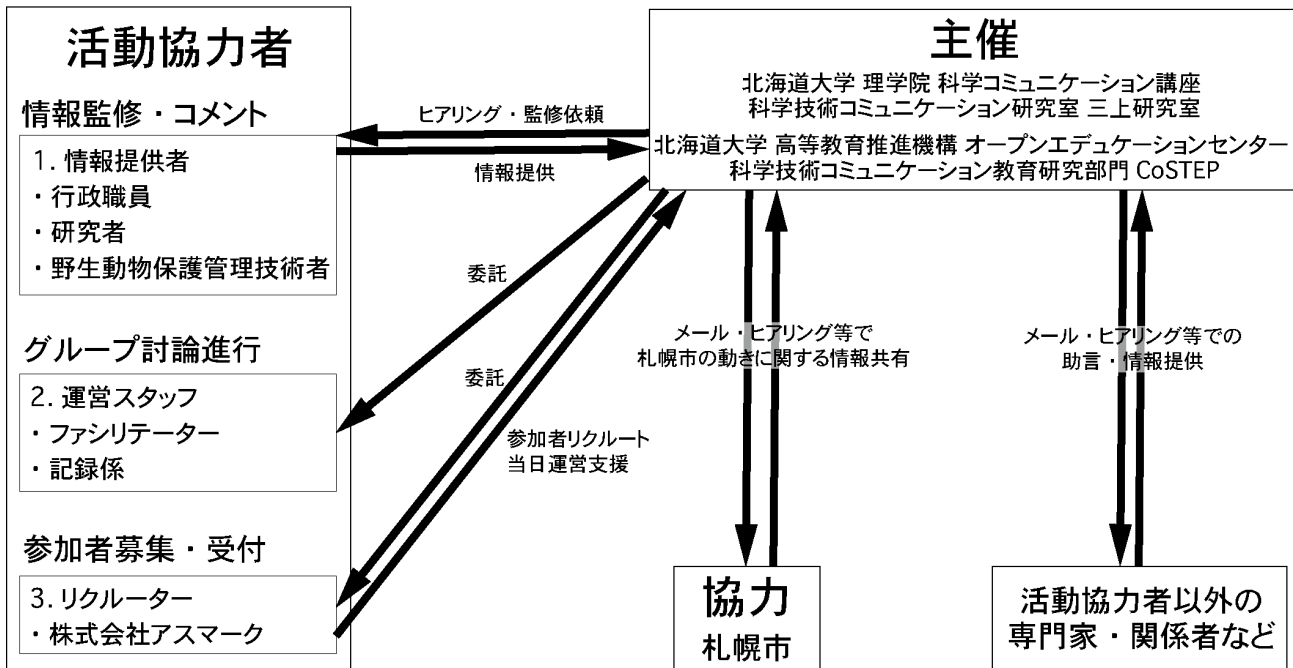 活動協力者
情報監修・コメント
1. 情報提供者
・行政職員
・研究者
・野生動物保護管理技術者
グループ討論進行
2. 運営スタッフ
・ファシリテーター
・記録係
参加者募集・受付
3. リクルーター
・株式会社アスマーク
ヒアリング・監修依頼
情報提供
委託
委託
参加者リクルート
当日運営支援
主催
北海道大学 理学院 科学コミュニケーション講座
科学技術コミュニケーション研究室 三上研究室
北海道大学 高等教育推進機構 オープンエデュケーションセンター
科学技術コミュニケーション教育研究部門 CoSTEP
メール・ヒアリング等で
札幌市の動きに関する情報共有
メール・ヒアリング等での
助言・情報提供
協力
札幌市
活動協力者以外の
専門家・関係者など